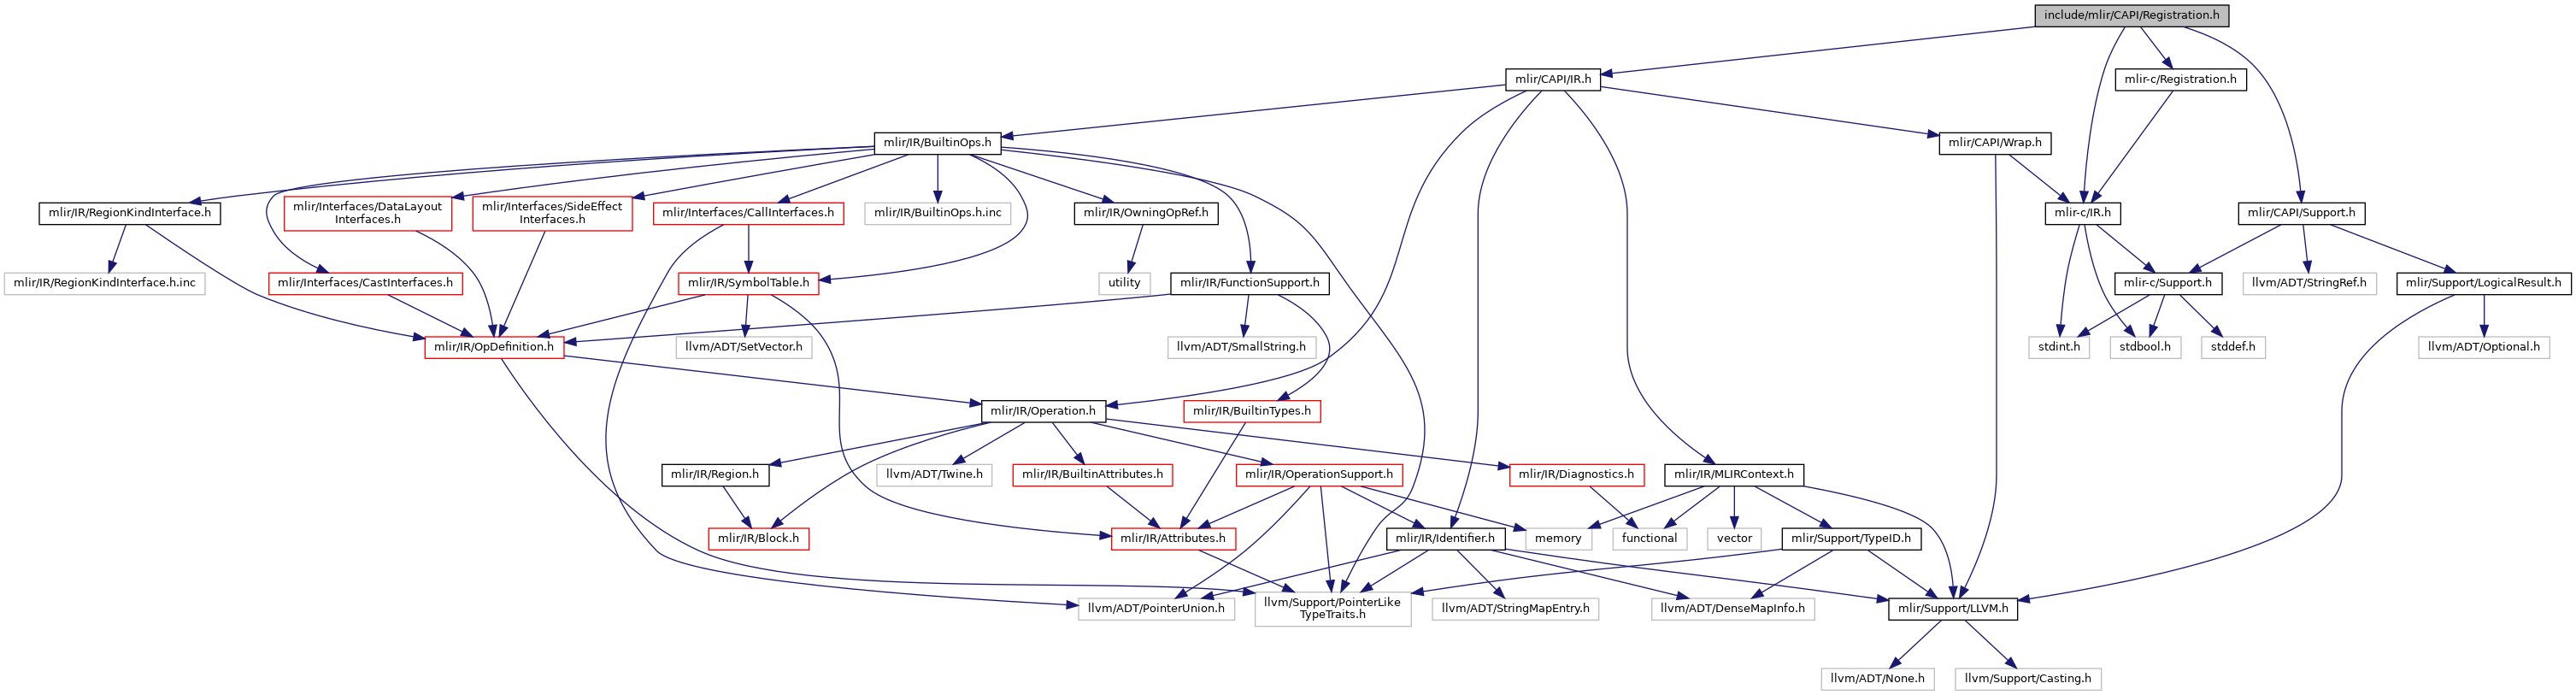 include/mlir/CAPI/Registration.h
mlir/CAPI/IR.h
mlir-c/Registration.h
mlir/IR/BuiltinOps.h
mlir/CAPI/Wrap.h
mlir/IR/RegionKindInterface.h
mlir/Interfaces/DataLayout
Interfaces.h
mlir/Interfaces/SideEffect
Interfaces.h
mlir/Interfaces/CallInterfaces.h
mlir/IR/BuiltinOps.h.inc
mlir/IR/OwningOpRef.h
mlir-c/IR.h
mlir/CAPI/Support.h
mlir/IR/RegionKindInterface.h.inc
mlir/Interfaces/CastInterfaces.h
mlir/IR/SymbolTable.h
utility
mlir/IR/FunctionSupport.h
mlir-c/Support.h
llvm/ADT/StringRef.h
mlir/Support/LogicalResult.h
mlir/IR/OpDefinition.h
llvm/ADT/SetVector.h
llvm/ADT/SmallString.h
stdint.h
stdbool.h
stddef.h
llvm/ADT/Optional.h
mlir/IR/Operation.h
mlir/IR/BuiltinTypes.h
mlir/IR/Region.h
llvm/ADT/Twine.h
mlir/IR/BuiltinAttributes.h
mlir/IR/OperationSupport.h
mlir/IR/Diagnostics.h
mlir/IR/MLIRContext.h
mlir/IR/Block.h
mlir/IR/Attributes.h
mlir/IR/Identifier.h
memory
functional
vector
mlir/Support/TypeID.h
llvm/ADT/PointerUnion.h
llvm/Support/PointerLike
TypeTraits.h
llvm/ADT/StringMapEntry.h
llvm/ADT/DenseMapInfo.h
mlir/Support/LLVM.h
llvm/ADT/None.h
llvm/Support/Casting.h